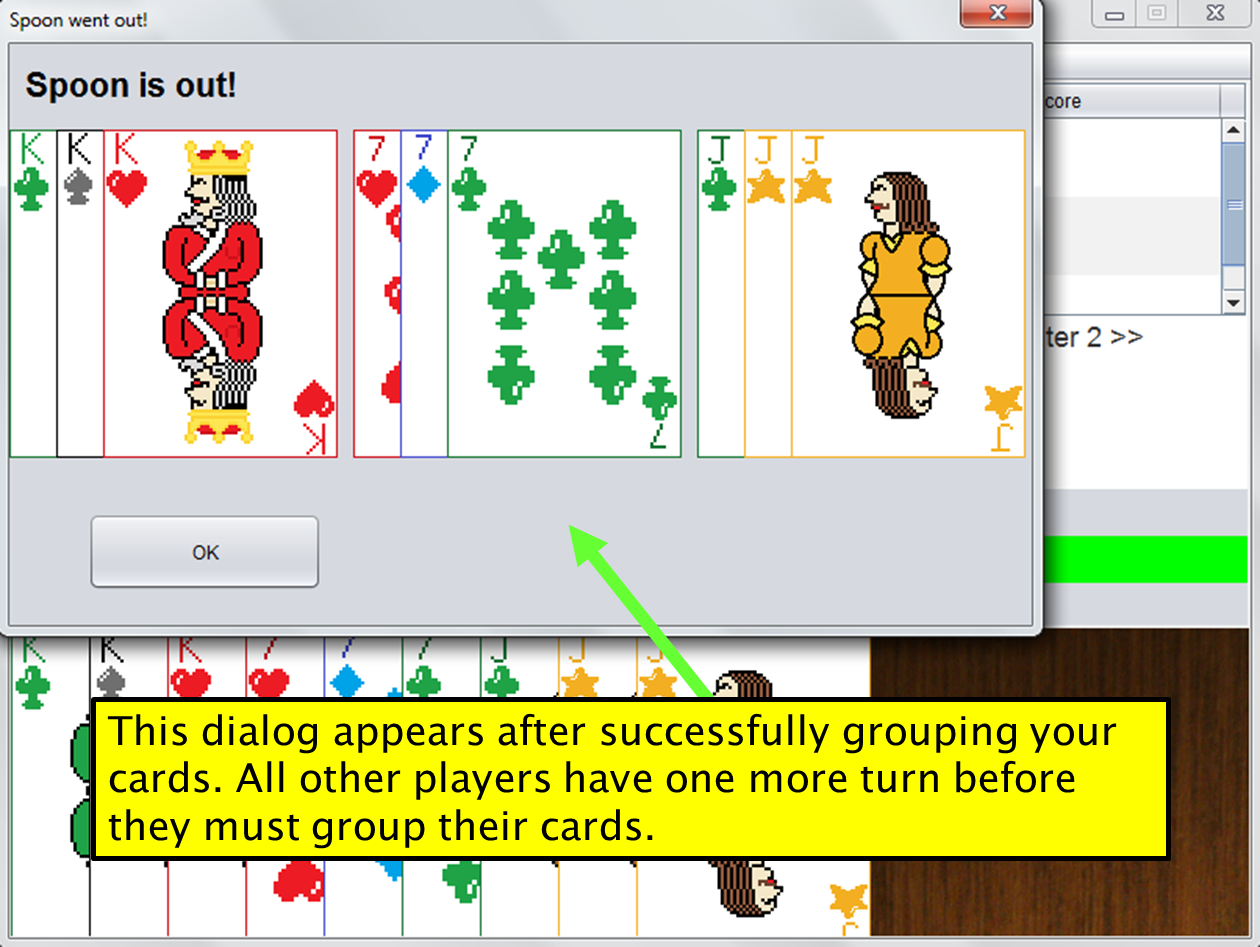 Spoon went out!
Spoon is out!
core
K K K 7 7 7 J J J
K 7 J
ter 2 >>
OK
K K K 7 7 7 J J J
This dialog appears after successfully grouping your
cards. All other players have one more turn before
they must group their cards.